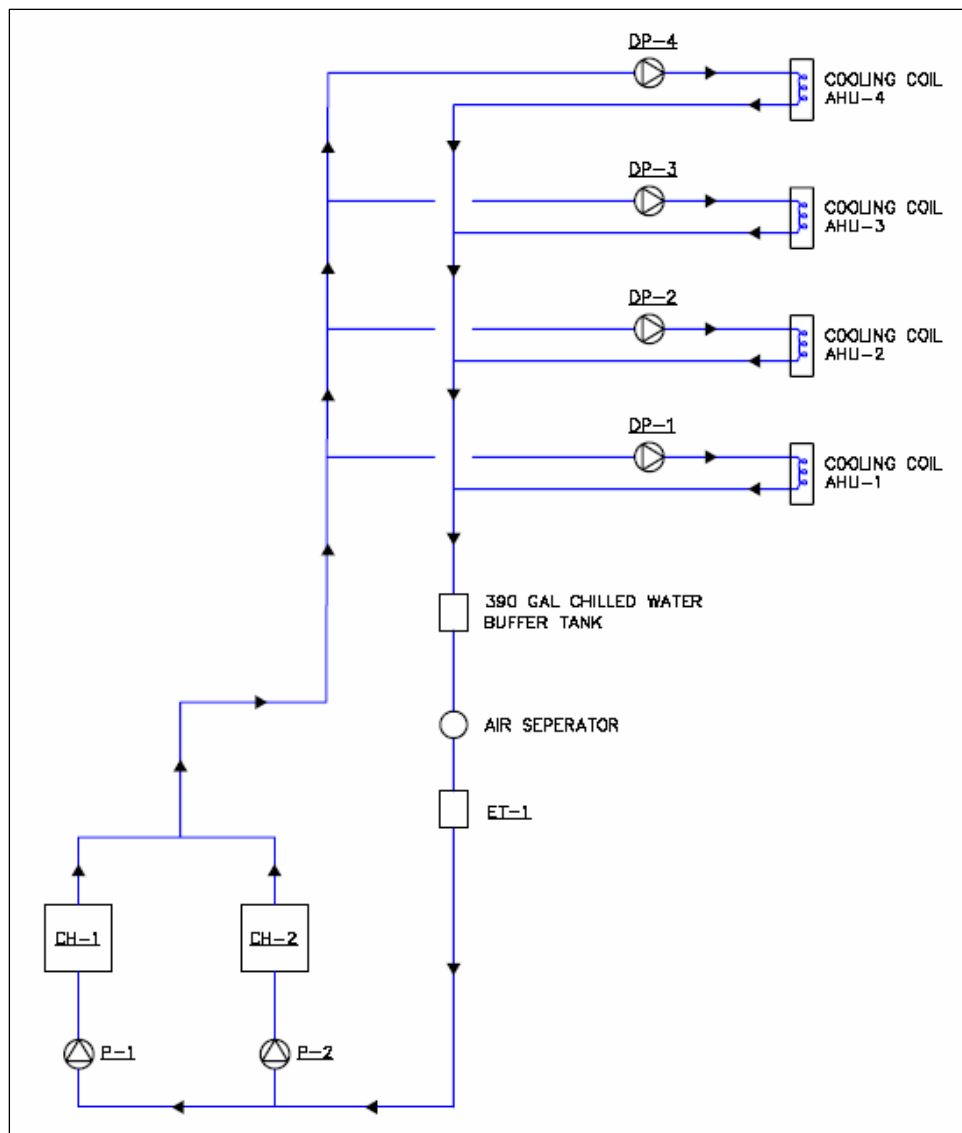 DP-4
COOLING COIL
AHU-4
DP-3
COOLING COIL
AHU-3
DP-2
COOLING COIL
AHU-2
DP-1
COOLING COIL
AHU-1
390 GAL CHILLED WATER
BUFFER TANK
AIR SEPERATOR
ET-1
CH-1
CH-2
P-1
P-2